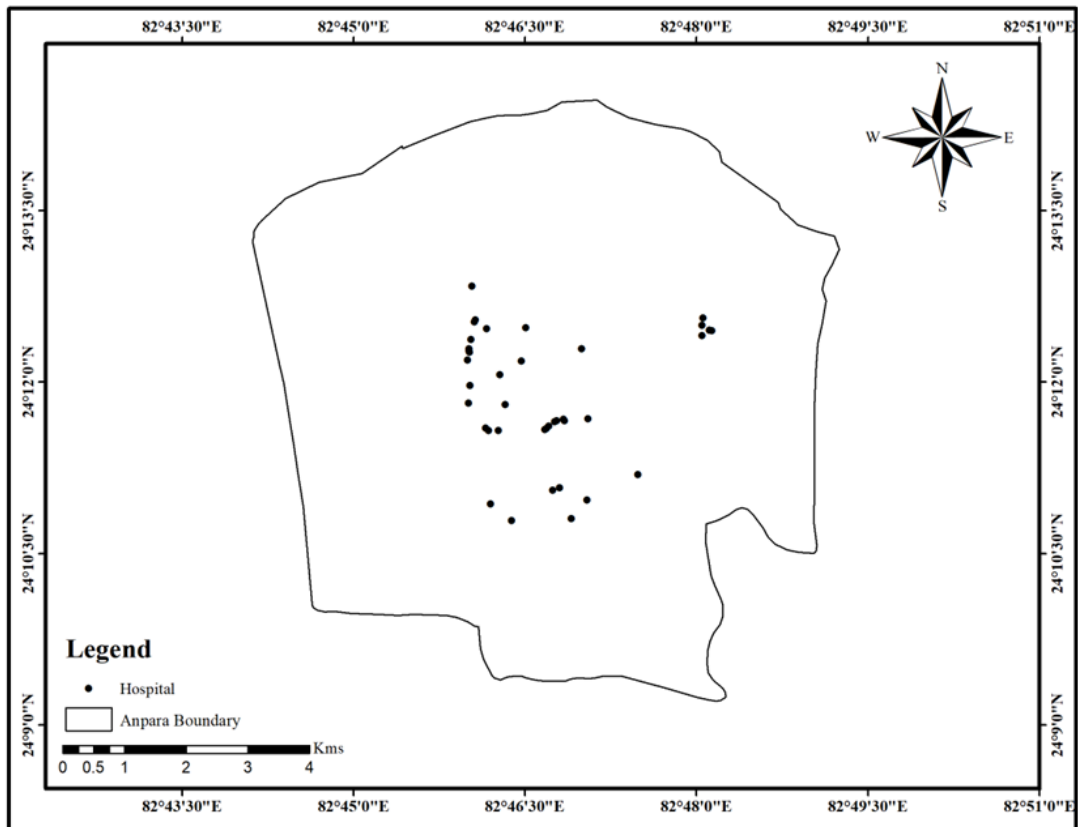 82°43'30"E 82°45'0"E 82°46'30"E 82°48'0"E 82°49'30"E 82°51'0"E
N
W E
S
24°13'30"N 24°13'30"N
24°12'0"N 24°12'0"N
24°10'30"N 24°10'30"N
24°9'0"N 24°9'0"N
Legend
Hospital
Anpara Boundary
Kms
0 0.5 1 2 3 4
82°43'30"E 82°45'0"E 82°46'30"E 82°48'0"E 82°49'30"E 82°51'0"E